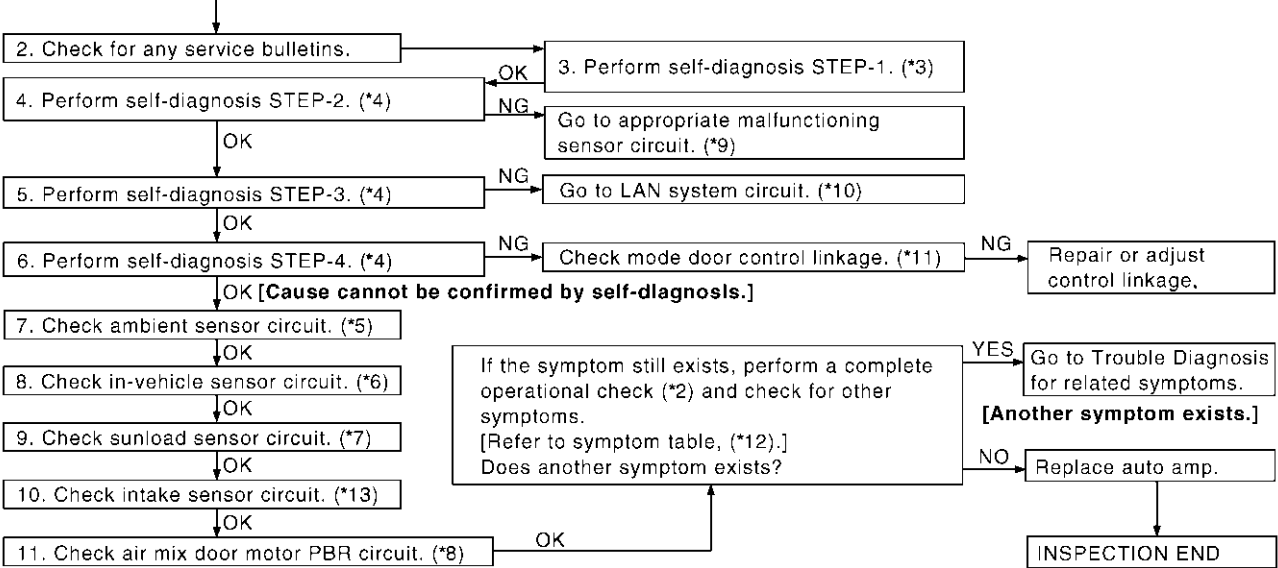 2. Check for any service bulletins.
3. Perform self-diagnosis STEP-1. (*3)
OK
4. Perform self-diagnosis STEP-2. (*4)
NG
Go to appropriate malfunctioning
sensor circuit. (*9)
OK
5. Perform self-diagnosis STEP-3. (*4)
NG
Go to LAN system circuit. (*10)
OK
6. Perform self-diagnosis STEP-4. (*4)
NG
Check mode door control linkage. (*11)
NG
Repair or adjust
control linkage.
OK [Cause cannot be confirmed by self-diagnosis.]
7. Check ambient sensor circuit. (*5)
OK
8. Check in-vehicle sensor circuit. (*6)
OK
9. Check sunload sensor circuit. (*7)
OK
10. Check intake sensor circuit. (*13)
OK
11. Check air mix door motor PBR circuit. (*8)
OK
If the symptom still exists, perform a complete
operational check (*2) and check for other
symptoms.
[Refer to symptom table, (*12).]
Does another symptom exists?
YES
Go to Trouble Diagnosis
for related symptoms.
[Another symptom exists.]
NO
Replace auto amp.
INSPECTION END